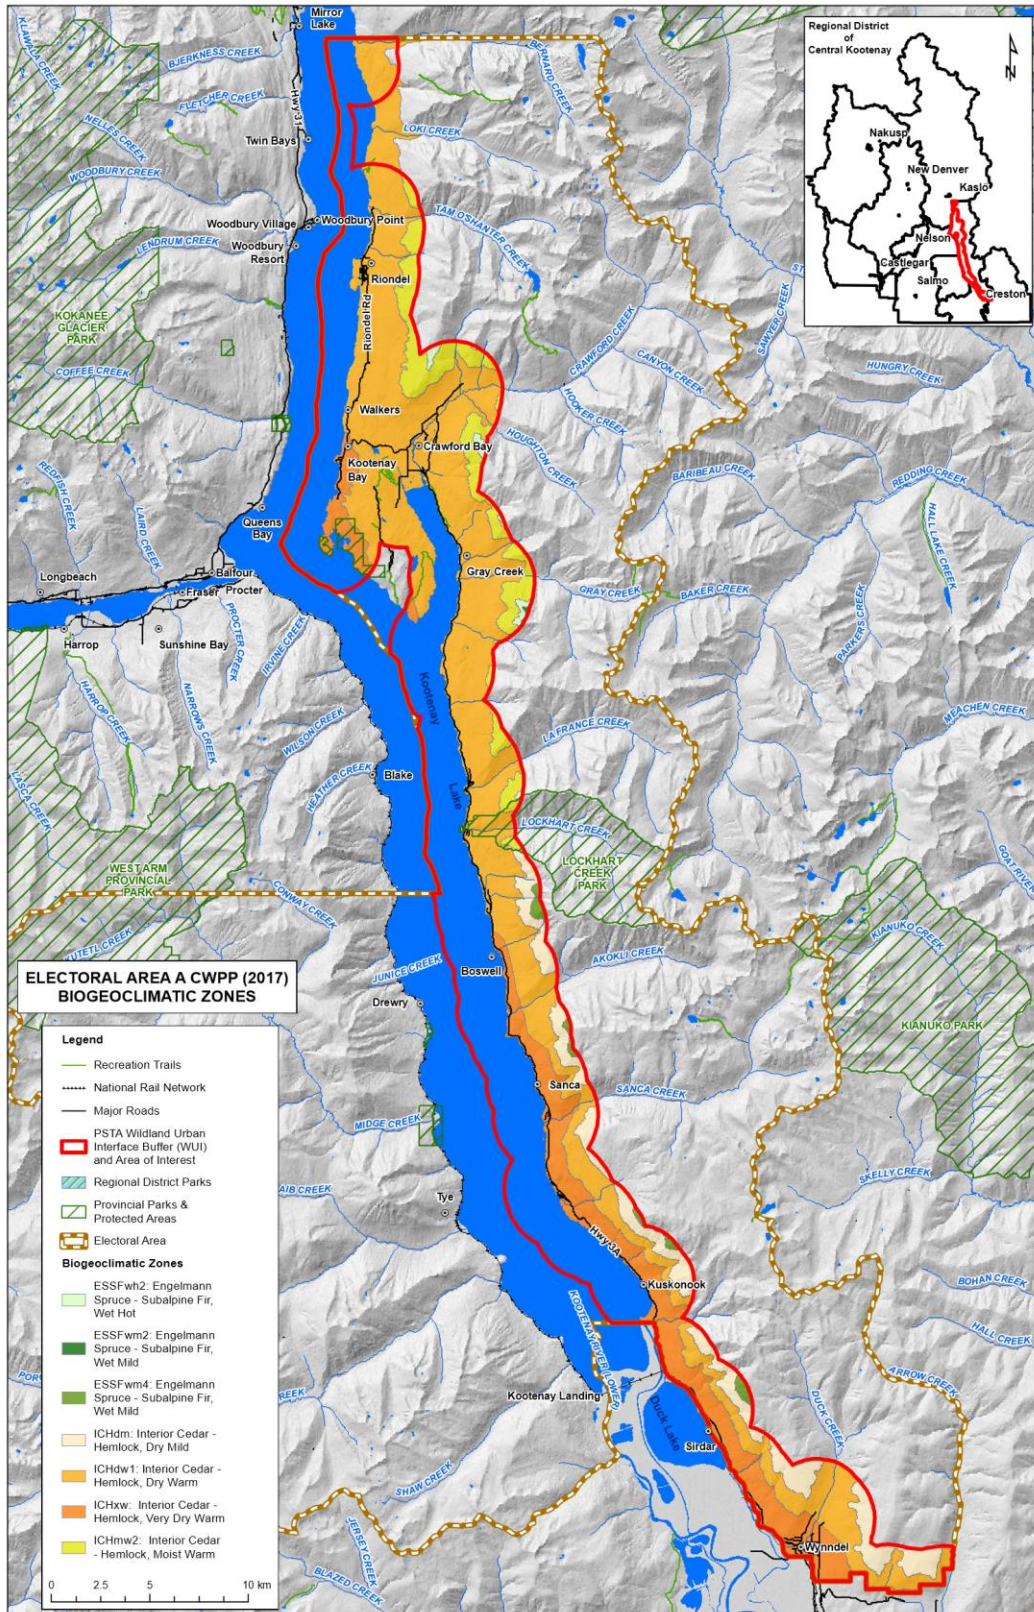 Mirror
Lake
KLAWALA CREEK
BJERKNESS CREEK
BERNARD CREEK
Hwy 31
FLETCHER CREEK
NELLES CREEK
Twin Bays
LOKI CREEK
WOODBURY CREEK
Woodbury Village
Woodbury Point
TAM O'SHANTER CREEK
LENDRUM CREEK
Woodbury
Resort
Riondel
Riondel Rd
KOKANEE
GLACIER
PARK
COFFEE CREEK
CRAWFORD CREEK
CANYON CREEK
SAWYER CREEK
HUNGRY CREEK
HOOKER CREEK
Walkers
Crawford Bay
HOUGHTON CREEK
Kootenay
Bay
BARIBEAU CREEK
REDDING CREEK
REDFISH CREEK
LAIRD CREEK
HALL LAKE CREEK
Queens
Bay
Longbeach
Balfour
Fraser
Procter
Gray Creek
GRAY CREEK
BAKER CREEK
PROCTER CREEK
IRVINE CREEK
PARKERS CREEK
Harrop
Sunshine Bay
HARROP CREEK
NARROWS CREEK
WILSON CREEK
Kootenay
Lake
MEACHEN CREEK
LA FRANCE CREEK
LASCA CREEK
HEATHER CREEK
Blake
LOCKHART CREEK
LOCKHART
CREEK
PARK
GOAT RIVER
WEST ARM
PROVINCIAL
PARK
CONWAY CREEK
KUTETL CREEK
KIANUKO CREEK
JUNICE CREEK
Boswell
AKOKLI CREEK
Drewry
KIANUKO PARK
Sanca
SANCA CREEK
MIDGE CREEK
SKELLY CREEK
Tye
Hwy 3A
Kuskonook
BOHAN CREEK
HALL CREEK
KOOTENAY RIVER (LOWER)
ARROW CREEK
DUCK CREEK
Kootenay Landing
Duck Lake
Sirdar
SHAW CREEK
Wynndel
JERSEY CREEK
BLAZED CREEK
Regional District
of
Central Kootenay
N
Nakusp
New Denver
Kaslo
Nelson
Castlegar
Salmo
Creston
ELECTORAL AREA A CWPP (2017)
BIOGEOCLIMATIC ZONES
Legend
Recreation Trails
National Rail Network
Major Roads
PSTA Wildland Urban
Interface Buffer (WUI)
and Area of Interest
Regional District Parks
Provincial Parks &
Protected Areas
Electoral Area
Biogeoclimatic Zones
ESSFwh2: Engelmann
Spruce - Subalpine Fir,
Wet Hot
ESSFwm2: Engelmann
Spruce - Subalpine Fir,
Wet Mild
ESSFwm4: Engelmann
Spruce - Subalpine Fir,
Wet Mild
ICHdm: Interior Cedar -
Hemlock, Dry Mild
ICHdw1: Interior Cedar -
Hemlock, Dry Warm
ICHxw: Interior Cedar -
Hemlock, Very Dry Warm
ICHmw2: Interior Cedar
- Hemlock, Moist Warm
0 2.5 5 10 km